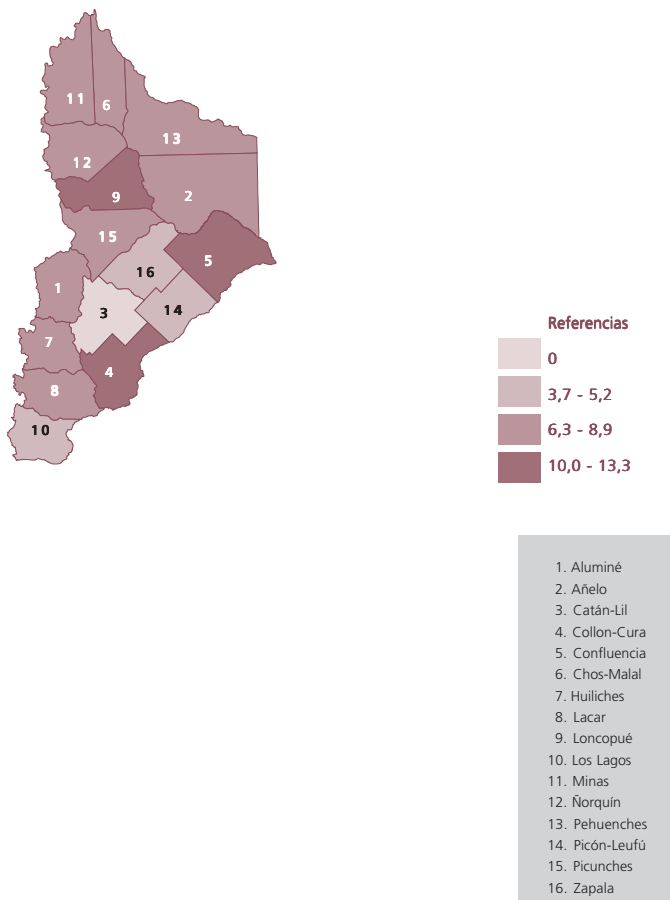 11
6
13
12
9
2
15
5
16
1
3
14
7
4
8
10
Referencias
0
3,7 - 5,2
6,3 - 8,9
10,0 - 13,3
1. Aluminé
2. Añelo
3. Catán-Lil
4. Collon-Cura
5. Confluencia
6. Chos-Malal
7. Huiliches
8. Lacar
9. Loncopué
10. Los Lagos
11. Minas
12. Ñorquín
13. Pehuenches
14. Picón-Leufú
15. Picunches
16. Zapala